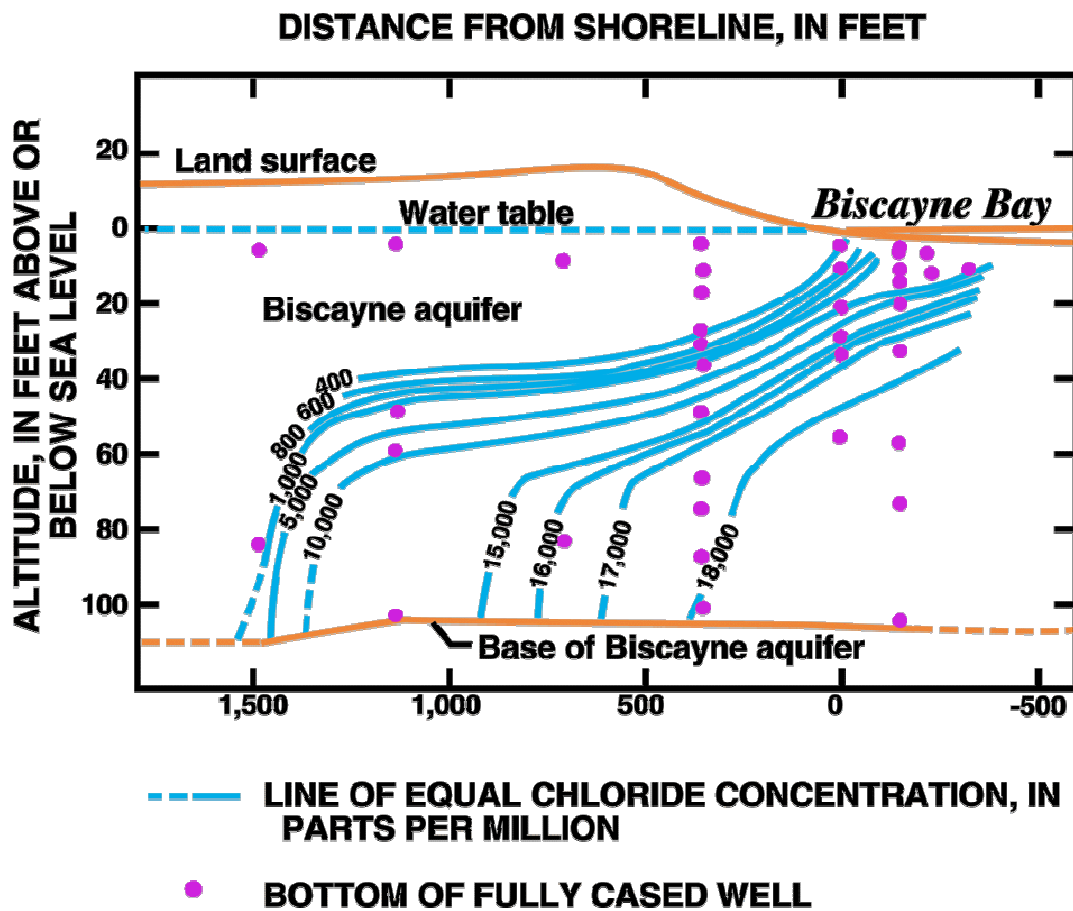 DISTANCE FROM SHORELINE, IN FEET
ALTITUDE, IN FEET ABOVE OR
BELOW SEA LEVEL
20
0
20
40
60
80
100
Land surface
Water table
Biscayne Bay
Biscayne aquifer
400
600
800
1,000
5,000
10,000
15,000
16,000
17,000
18,000
Base of Biscayne aquifer
1,500
1,000
500
0
-500
LINE OF EQUAL CHLORIDE CONCENTRATION, IN
PARTS PER MILLION
BOTTOM OF FULLY CASED WELL